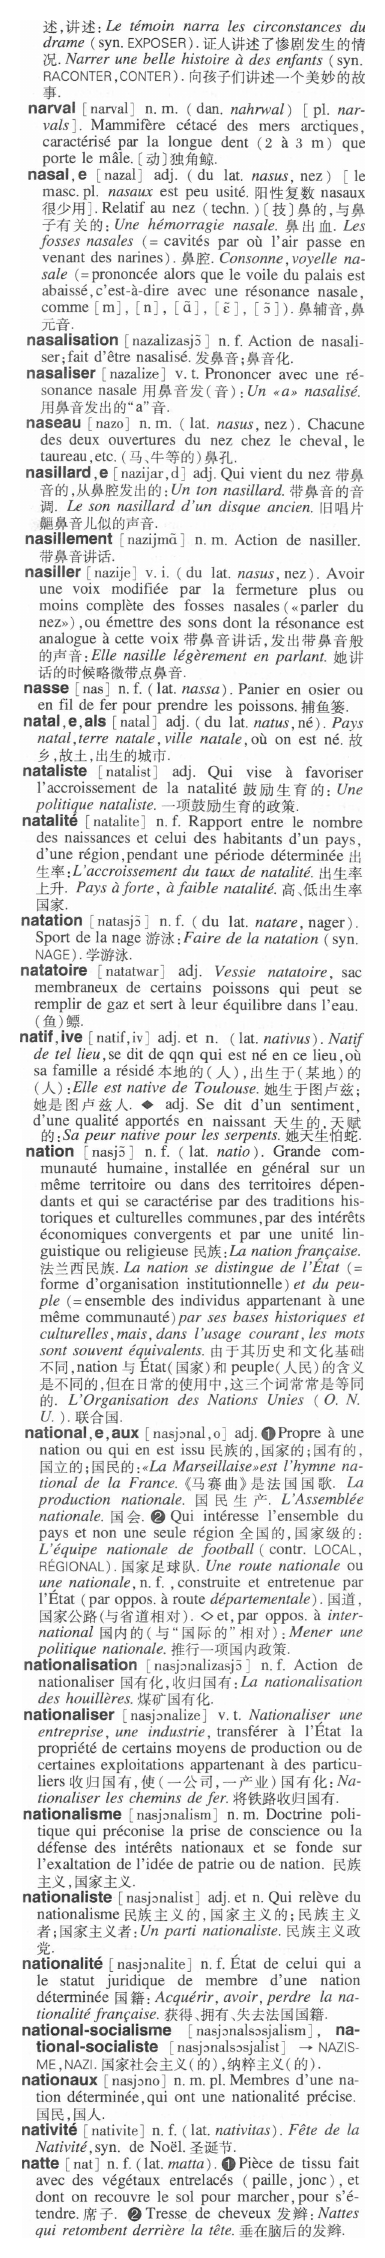 述,讲述: Le témoin narra les circonstances du
drame ( syn. EXPOSER). 证人讲述了惨剧发生的情
况. Narrer une belle histoire à des enfants ( syn.
RACONTER,CONTER). 向孩子们讲述一个美妙的故
事.
narval [narval] n. m. ( dan. nahrwal) [ pl. nar-
vals]. Mammifère cétacé des mers arctiques,
caractérisé par la longue dent (2 à 3 m) que
porte le mâle. [动]独角鲸.
nasal,e [nazal] adj. ( du lat. nasus, nez) [ le
masc. pl. nasaux est peu usité. 阳性复数 nasaux
很少用]. Relatif au nez (techn. )[技]鼻的,与鼻
子有关的: Une hémorragie nasale. 鼻出血. Les
fosses nasales (= cavités par où l'air passe en
venant des narines). 鼻腔. Consonne, voyelle na-
sale (= prononcée alors que le voile du palais est
abaissé,c'est-à-dire avec une résonance nasale,
comme [m], [n], [ɑ̃], [ɛ̃], [ɔ̃]). 鼻辅音,鼻
元音.
nasalisation [nazalizasjɔ̃] n. f. Action de nasali-
ser;fait d'être nasalisé. 发鼻音;鼻音化.
nasaliser [nazalize] v. t. Prononcer avec une ré-
sonance nasale 用鼻音发(音): Un «a» nasalisé.
用鼻音发出的“a”音.
naseau [nazo] n. m. ( lat. nasus, nez). Chacune
des deux ouvertures du nez chez le cheval, le
taureau,etc. (马、牛等的)鼻孔.
nasillard,e [nazijar,d] adj. Qui vient du nez 带鼻
音的,从鼻腔发出的: Un ton nasillard. 带鼻音的音
调. Le son nasillard d'un disque ancien. 旧唱片
齆鼻音儿似的声音.
nasillement [nazijmɑ̃] n. m. Action de nasiller.
带鼻音讲话.
nasiller [nazije] v. i. ( du lat. nasus, nez). Avoir
une voix modifiée par la fermeture plus ou
moins complète des fosses nasales («parler du
nez»),ou émettre des sons dont la résonance est
analogue à cette voix 带鼻音讲话,发出带鼻音般
的声音: Elle nasille légèrement en parlant. 她讲
话的时候略微带点鼻音.
nasse [nas] n. f. ( lat. nassa). Panier en osier ou
en fil de fer pour prendre les poissons. 捕鱼篓.
natal,e,als [natal] adj. ( du lat. natus,né). Pays
natal,terre natale, ville natale,où on est né. 故
乡,故土,出生的城市.
nataliste [natalist] adj. Qui vise à favoriser
l'accroissement de la natalité 鼓励生育的: Une
politique nataliste. 一项鼓励生育的政策.
natalité [natalite] n. f. Rapport entre le nombre
des naissances et celui des habitants d'un pays,
d'une région,pendant une période déterminée 出
生率: L'accroissement du taux de natalité. 出生率
上升. Pays à forte, à faible natalité. 高、低出生率
国家.
natation [natasjɔ̃] n. f. ( du lat. natare, nager).
Sport de la nage 游泳: Faire de la natation ( syn.
NAGE). 学游泳.
natatoire [natatwar] adj. Vessie natatoire, sac
membraneux de certains poissons qui peut se
remplir de gaz et sert à leur équilibre dans l'eau.
(鱼)鳔.
natif,ive [natif,iv] adj. et n. ( lat. nativus). Natif
de tel lieu,se dit de qqn qui est né en ce lieu,où
sa famille a résidé 本地的(人),出生于(某地)的
(人): Elle est native de Toulouse. 她生于图卢兹;
她是图卢兹人. ◆ adj. Se dit d'un sentiment,
d'une qualité apportés en naissant 天生的,天赋
的: Sa peur native pour les serpents. 她天生怕蛇.
nation [nasjɔ̃] n. f. ( lat. natio). Grande com-
munauté humaine, installée en général sur un
même territoire ou dans des territoires dépen-
dants et qui se caractérise par des traditions his-
toriques et culturelles communes,par des intérêts
économiques convergents et par une unité lin-
guistique ou religieuse 民族: La nation française.
法兰西民族. La nation se distingue de l'État (=
forme d'organisation institutionnelle) et du peu-
ple (= ensemble des individus appartenant à une
même communauté) par ses bases historiques et
culturelles, mais, dans l'usage courant, les mots
sont souvent équivalents. 由于其历史和文化基础
不同,nation 与 État(国家)和 peuple(人民)的含义
是不同的,但在日常的使用中,这三个词常常是等同
的. L'Organisation des Nations Unies ( O. N.
U. ). 联合国.
national,e,aux [nasjɔnal,o] adj. ❶ Propre à une
nation ou qui en est issu 民族的,国家的;国有的,
国立的;国民的: «La Marseillaise» est l'hymne na-
tional de la France.《马赛曲》是法国国歌. La
production nationale. 国民生产. L'Assemblée
nationale. 国会. ❷ Qui intéresse l'ensemble du
pays et non une seule région 全国的,国家级的:
L'équipe nationale de football ( contr. LOCAL,
RÉGIONAL). 国家足球队. Une route nationale ou
une nationale, n. f. , construite et entretenue par
l'État ( par oppos. à route départementale). 国道,
国家公路(与省道相对). ◇ et, par oppos. à inter-
national 国内的(与“国际的”相对): Mener une
politique nationale. 推行一项国内政策.
nationalisation [nasjɔnalizasjɔ̃] n. f. Action de
nationaliser 国有化,收归国有: La nationalisation
des houillères. 煤矿国有化.
nationaliser [nasjɔnalize] v. t. Nationaliser une
entreprise, une industrie, transférer à l'État la
propriété de certains moyens de production ou de
certaines exploitations appartenant à des particu-
liers 收归国有,使(一公司,一产业)国有化: Na-
tionaliser les chemins de fer. 将铁路收归国有.
nationalisme [nasjɔnalism] n. m. Doctrine poli-
tique qui préconise la prise de conscience ou la
défense des intérêts nationaux et se fonde sur
l'exaltation de l'idée de patrie ou de nation. 民族
主义,国家主义.
nationaliste [nasjɔnalist] adj. et n. Qui relève du
nationalisme 民族主义的,国家主义的;民族主义
者;国家主义者: Un parti nationaliste. 民族主义政
党.
nationalité [nasjɔnalite] n. f. État de celui qui a
le statut juridique de membre d'une nation
déterminée 国籍: Acquérir, avoir, perdre la na-
tionalité française. 获得、拥有、失去法国国籍.
national-socialisme [nasjɔnalsɔsjalism], na-
tional-socialiste [nasjɔnalsɔsjalist] → NAZIS-
ME,NAZI. 国家社会主义(的),纳粹主义(的).
nationaux [nasjɔno] n. m. pl. Membres d'une na-
tion déterminée,qui ont une nationalité précise.
国民,国人.
nativité [nativite] n. f. ( lat. nativitas). Fête de la
Nativité,syn. de Noël. 圣诞节.
natte [nat] n. f. ( lat. matta). ❶ Pièce de tissu fait
avec des végétaux entrelacés ( paille, jonc), et
dont on recouvre le sol pour marcher, pour s'é-
tendre. 席子. ❷ Tresse de cheveux 发辫: Nattes
qui retombent derrière la tête. 垂在脑后的发辫.